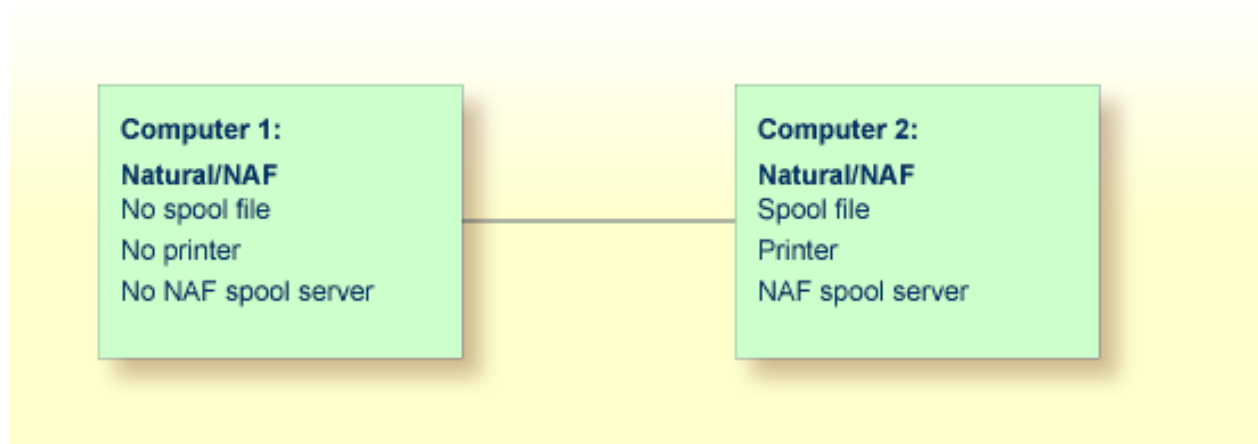 Computer 1:
Natural/NAF
No spool file
No printer
No NAF spool server
Computer 2:
Natural/NAF
Spool file
Printer
NAF spool server